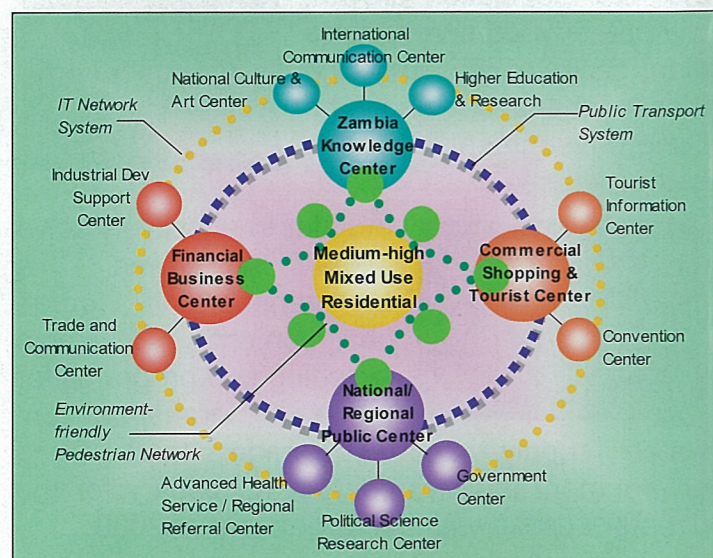 International
Communication Center
National Culture &
Art Center
Higher Education
& Research
IT Network
System
Public Transport
System
Zambia
Knowledge
Center
Industrial Dev
Support
Center
Tourist
Information
Center
Financial
Business
Center
Medium-high
Mixed Use
Residential
Commercial
Shopping &
Tourist Center
Trade and
Communication
Center
Convention
Center
Environment-
friendly
Pedestrian Network
National/
Regional
Public Center
Advanced Health
Service / Regional
Referral Center
Government
Center
Political Science
Research Center